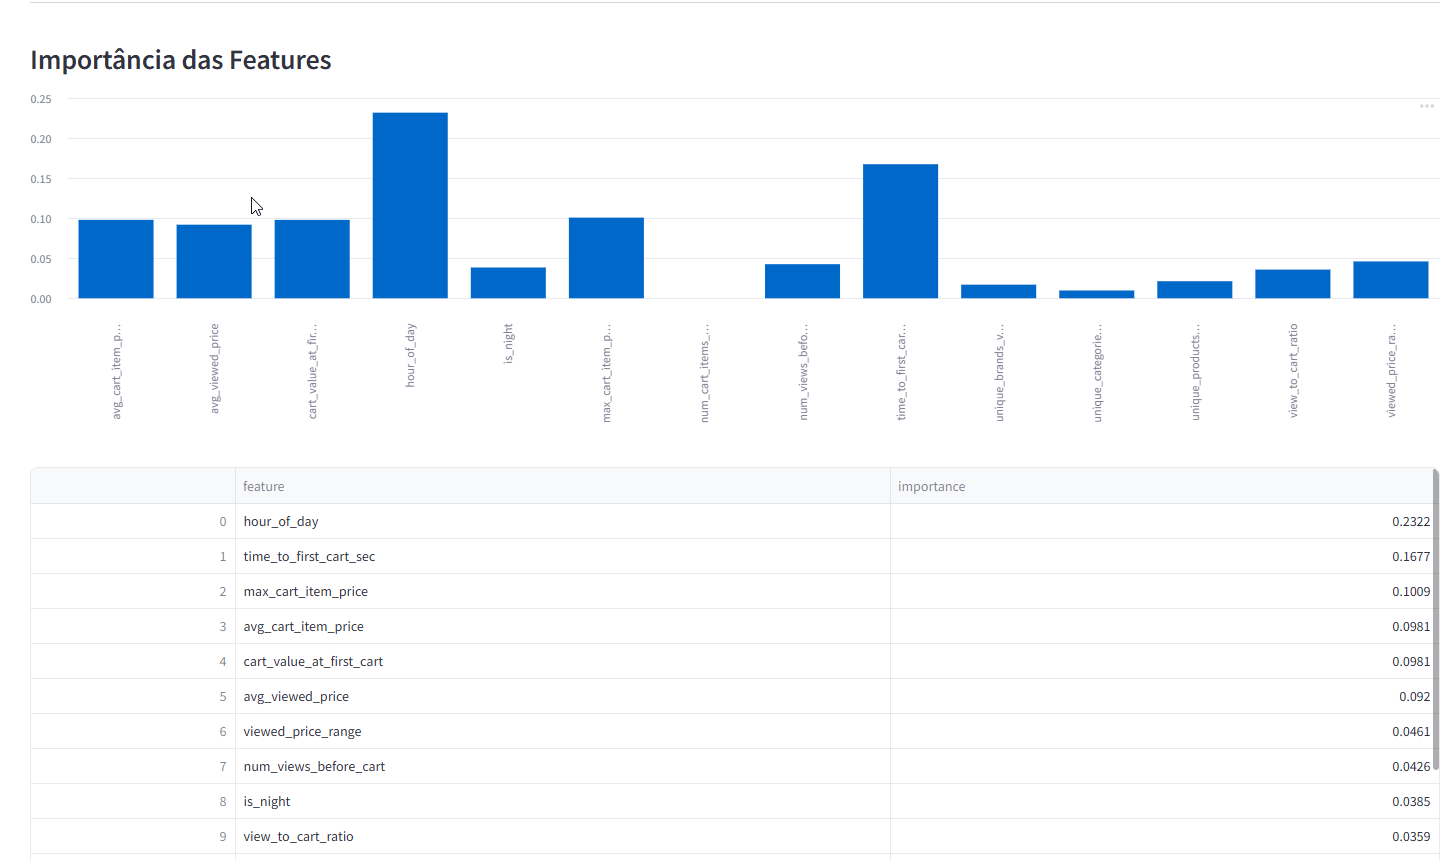 Importância das Features
0.25
0.20
0.15
0.10
0.05
0.00
avg_cart_item_p...
avg_viewed_price
cart_value_at_fir...
hour_of_day
is_night
max_cart_item_p...
num_cart_items_...
num_views_befo...
time_to_first_car...
unique_brands_v...
unique_categorie...
unique_products...
view_to_cart_ratio
viewed_price_ra...
feature importance
0 hour_of_day 0.2322
1 time_to_first_cart_sec 0.1677
2 max_cart_item_price 0.1009
3 avg_cart_item_price 0.0981
4 cart_value_at_first_cart 0.0981
5 avg_viewed_price 0.092
6 viewed_price_range 0.0461
7 num_views_before_cart 0.0426
8 is_night 0.0385
9 view_to_cart_ratio 0.0359